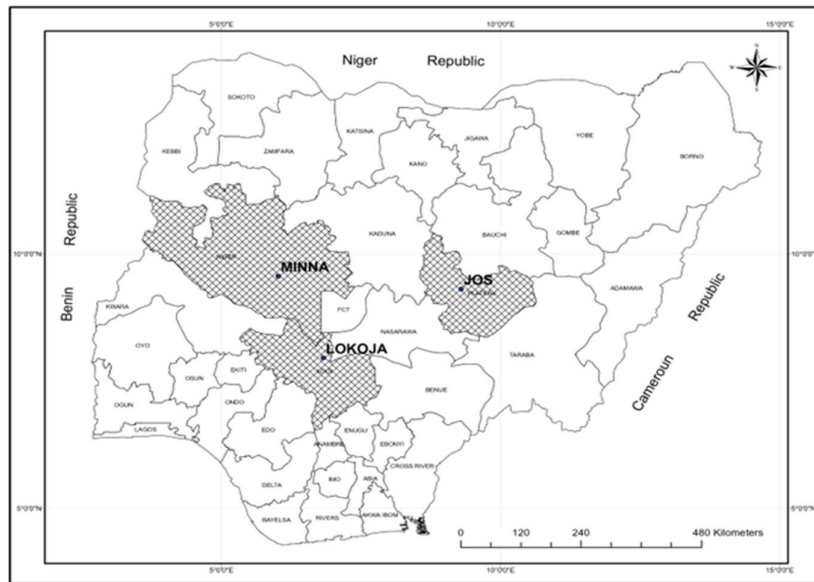 5°0'0"E
10°0'0"E
15°0'0"E
Niger Republic
N
W
E
S
SOKOTO
KATSINA
JIGAWA
YOBE
KEBBI
ZAMFARA
KANO
BORNO
Republic
Benin
KADUNA
BAUCHI
GOMBE
10°0'0"N
10°0'0"N
NIGER
MINNA
JOS
PLATEAU
ADAMAWA
Republic
Cameroun
KWARA
FCT
NASARAWA
OYO
LOKOJA
KOGI
TARABA
OSUN
EKITI
BENUE
OGUN
ONDO
LAGOS
EDO
ENUGU
ANAMBRE
EBONYI
CROSS RIVER
DELTA
IMO
ABIA
BAYELSA
RIVERS
AKWA IBOM
5°0'0"N
5°0'0"N
0 120 240 480 Kilometers
5°0'0"E
10°0'0"E
15°0'0"E